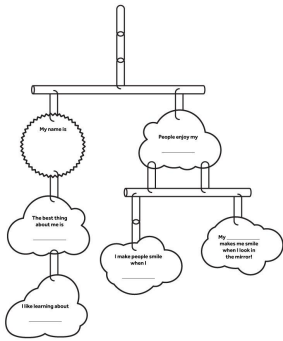 My name is
People enjoy my
The best thing
about me is
I make people smile
when I
My
makes me smile
when I look in
the mirror!
I like learning about